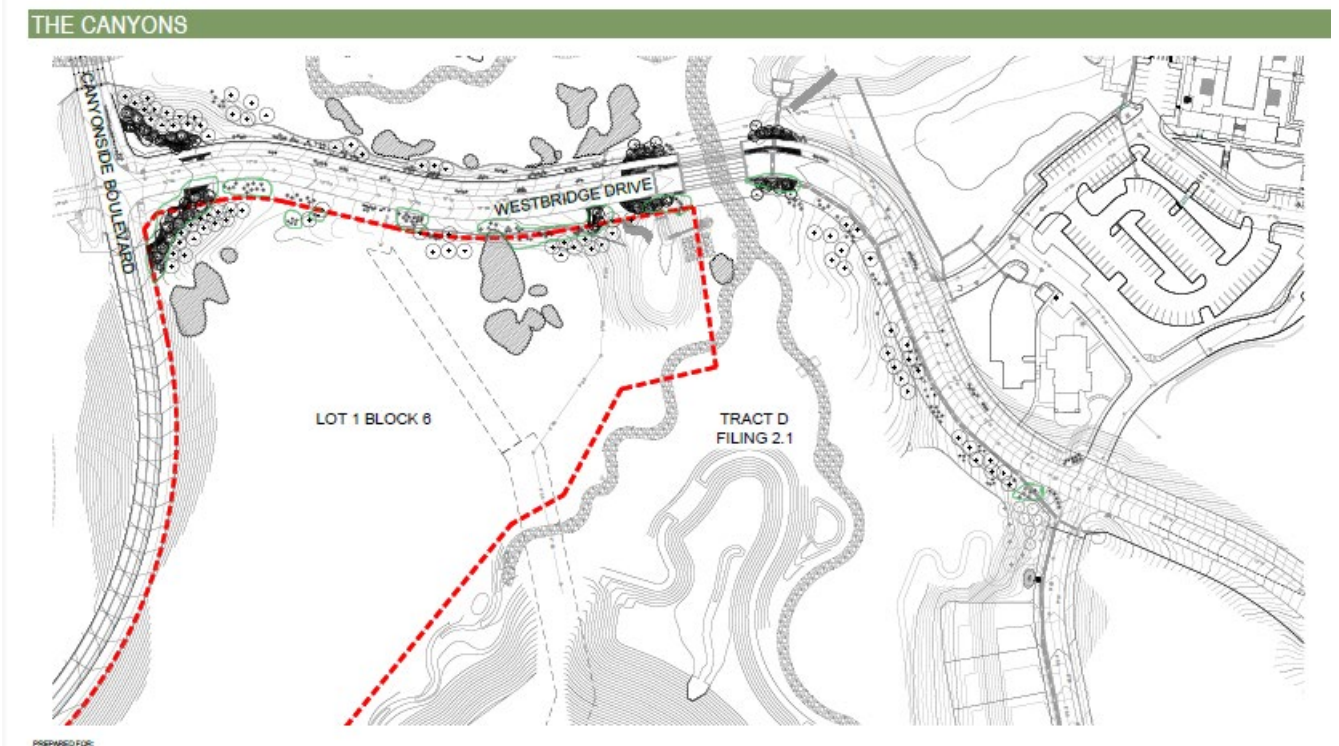 THE CANYONS
CANYONSIDE BOULEVARD
WESTBRIDGE DRIVE
LOT 1 BLOCK 6
TRACT D
FILING 2.1
PREPARED FOR: